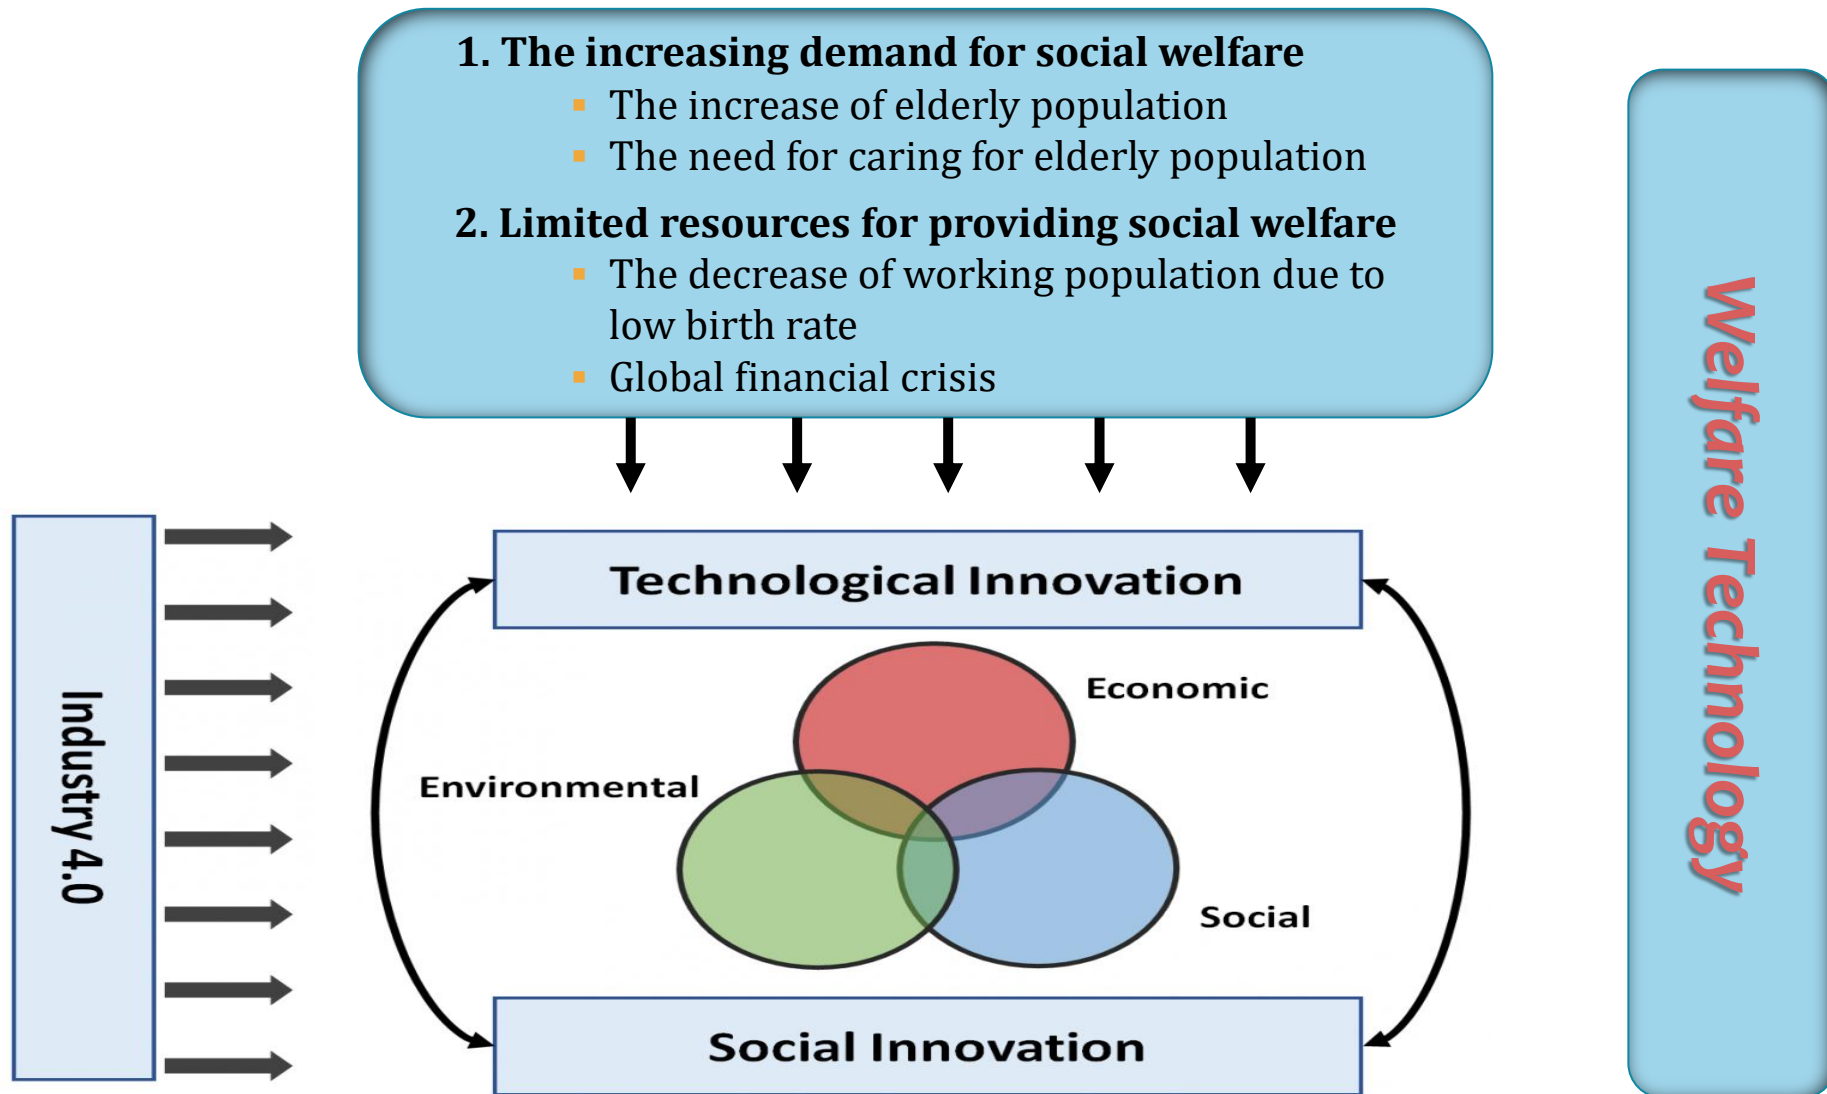 1. The increasing demand for social welfare
▪ The increase of elderly population
▪ The need for caring for elderly population
2. Limited resources for providing social welfare
▪ The decrease of working population due to
low birth rate
▪ Global financial crisis
Industry 4.0
Technological Innovation
Economic
Environmental
Social
Social Innovation
Welfare Technology